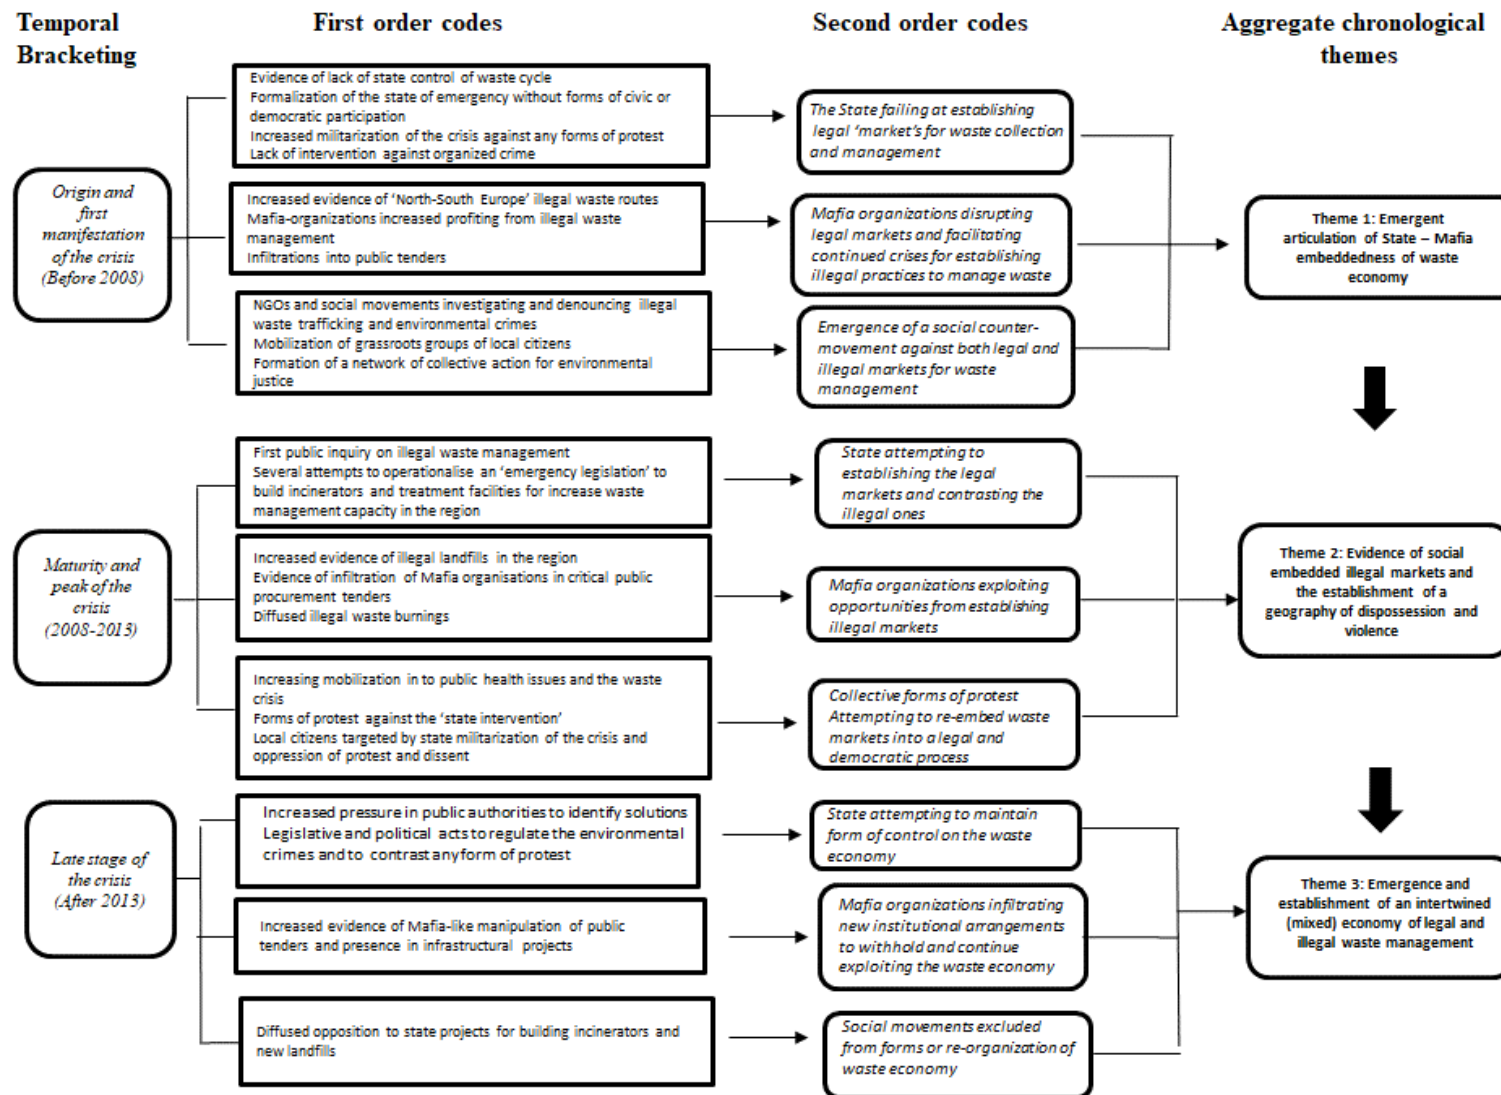 Temporal
Bracketing
First order codes
Second order codes
Aggregate chronological
themes
Origin and
first
manifestation
of the crisis
(Before 2008)
Evidence of lack of state control of waste cycle
Formalization of the state of emergency without forms of civic or
democratic participation
Increased militarization of the crisis against any forms of protest
Lack of intervention against organized crime
The State failing at establishing
legal ‘market’s for waste collection
and management
Increased evidence of ‘North-South Europe’ illegal waste routes
Mafia-organizations increased profiting from illegal waste
management
Infiltrations into public tenders
Mafia organizations disrupting
legal markets and facilitating
continued crises for establishing
illegal practices to manage waste
NGOs and social movements investigating and denouncing illegal
waste trafficking and environmental crimes
Mobilization of grassroots groups of local citizens
Formation of a network of collective action for environmental
justice
Emergence of a social counter-
movement against both legal and
illegal markets for waste
management
Theme 1: Emergent
articulation of State – Mafia
embeddedness of waste
economy
Maturity and
peak of the
crisis
(2008-2013)
First public inquiry on illegal waste management
Several attempts to operationalise an ‘emergency legislation’ to
build incinerators and treatment facilities for increase waste
management capacity in the region
State attempting to
establishing the legal
markets and contrasting the
illegal ones
Increased evidence of illegal landfills in the region
Evidence of infiltration of Mafia organisations in critical public
procurement tenders
Diffused illegal waste burnings
Mafia organizations exploiting
opportunities from establishing
illegal markets
Increasing mobilization in to public health issues and the waste
crisis
Forms of protest against the ‘state intervention’
Local citizens targeted by state militarization of the crisis and
oppression of protest and dissent
Collective forms of protest
Attempting to re-embed waste
markets into a legal and
democratic process
Theme 2: Evidence of social
embedded illegal markets and
the establishment of a
geography of dispossession and
violence
Late stage of
the crisis
(After 2013)
Increased pressure in public authorities to identify solutions
Legislative and political acts to regulate the environmental
crimes and to contrast anyform of protest
State attempting to maintain
form of control on the waste
economy
Increased evidence of Mafia-like manipulation of public
tenders and presence in infrastructural projects
Mafia organizations infiltrating
new institutional arrangements
to withhold and continue
exploiting the waste economy
Diffused opposition to state projects for building incinerators and
new landfills
Social movements excluded
from forms or re-organization of
waste economy
Theme 3: Emergence and
establishment of an intertwined
(mixed) economy of legal and
illegal waste management